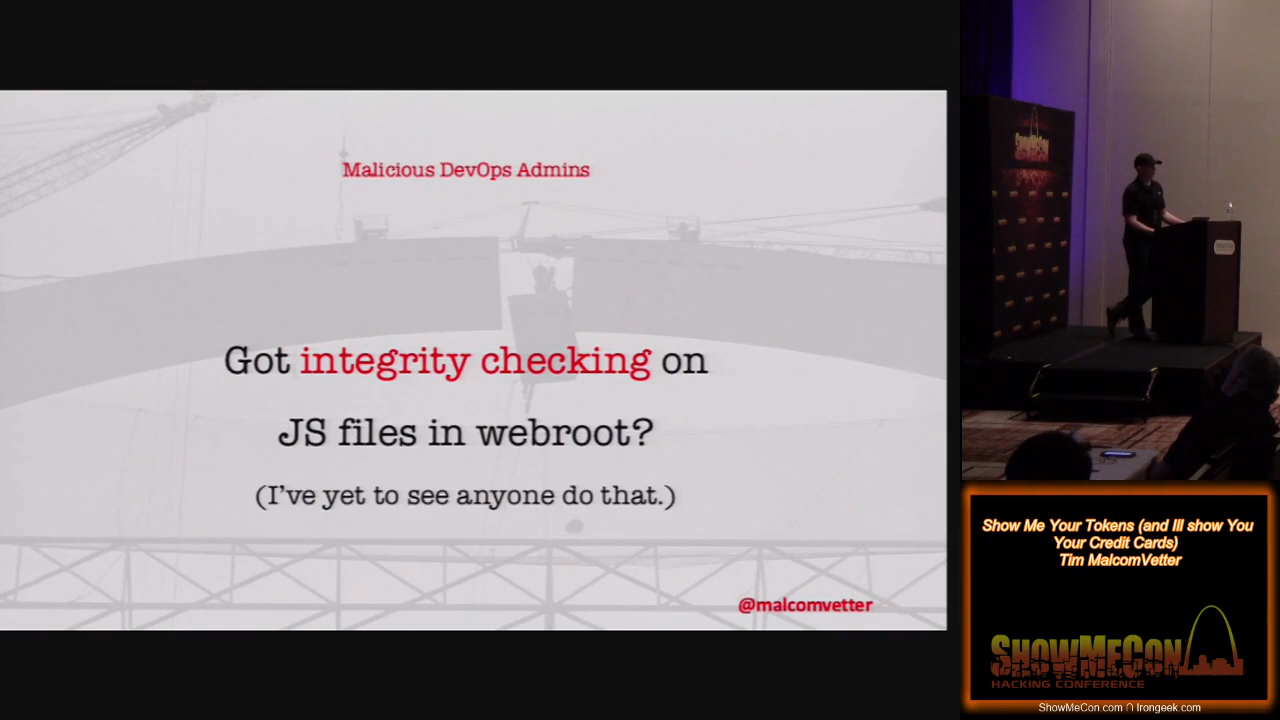 Malicious DevOps Admins
Got integrity checking on
JS files in webroot?
(I've yet to see anyone do that.)
@malcomvetter
SHOWMECON
Show Me Your Tokens (and Ill show You
Your Credit Cards)
Tim MalcomVetter
SHOWMECON
HACKING CONFERENCE
ShowMeCon.com ∩ Irongeek.com